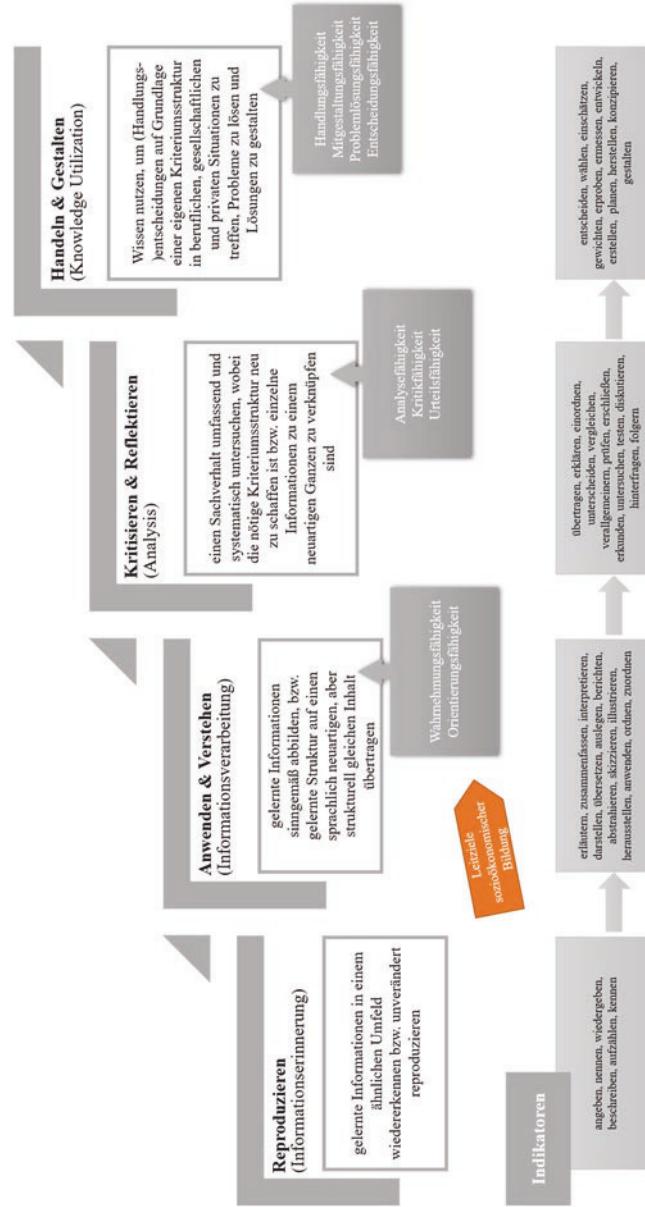 Reproduzieren
(Informationserinnerung)
gelernte Informationen in einem
ähnlichen Umfeld
wiedererkennen bzw. unverändert
reproduzieren
Anwenden & Verstehen
(Informationsverarbeitung)
gelernte Informationen
sinngemäß abbilden, bzw.
gelernte Struktur auf einen
sprachlich neuartigen, aber
strukturell gleichen Inhalt
übertragen
Wahrnehmungsfähigkeit
Orientierungsfähigkeit
Kritisieren & Reflektieren
(Analysis)
einen Sachverhalt umfassend und
systematisch untersuchen, wobei
die nötige Kriteriumsstruktur neu
zu schaffen ist bzw. einzelne
Informationen zu einem
neuartigen Ganzen zu verknüpfen
sind
Analysefähigkeit
Kritikfähigkeit
Urteilsfähigkeit
Handeln & Gestalten
(Knowledge Utilization)
Wissen nutzen, um (Handlungs-
)entscheidungen auf Grundlage
einer eigenen Kriteriumsstruktur
in beruflichen, gesellschaftlichen
und privaten Situationen zu
treffen, Probleme zu lösen und
Lösungen zu gestalten
Handlungsfähigkeit
Mitgestaltungsfähigkeit
Problemlösungsfähigkeit
Entscheidungsfähigkeit
Leitziele
sozioökonomischer
Bildung
Indikatoren
angeben, nennen, wiedergeben,
beschreiben, aufzählen, kennen
erläutern, zusammenfassen, interpretieren,
darstellen, übersetzen, auslegen, berichten,
abstrahieren, skizzieren, illustrieren,
herausstellen, anwenden, ordnen, zuordnen
übertragen, erklären, einordnen,
unterscheiden, vergleichen,
verallgemeinern, prüfen, erschließen,
erkunden, untersuchen, testen, diskutieren,
hinterfragen, folgern
entscheiden, wählen, einschätzen,
gewichten, erproben, ermessen, entwickeln,
erstellen, planen, herstellen, konzipieren,
gestalten